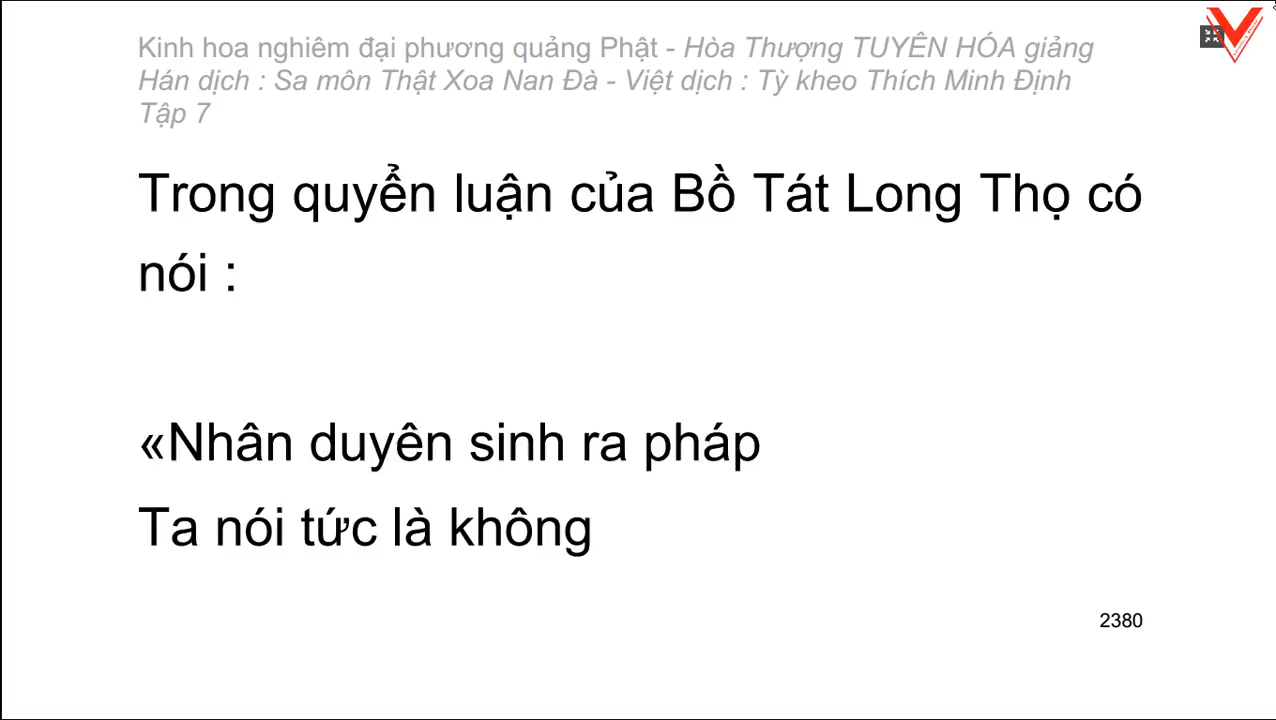 Kinh hoa nghiêm đại phương quảng Phật - Hòa Thượng TUYÊN HÓA giảng
Hán dịch : Sa môn Thật Xoa Nan Đà - Việt dịch : Tỳ kheo Thích Minh Định
Tập 7
Trong quyển luận của Bồ Tát Long Thọ có
nói :
«Nhân duyên sinh ra pháp
Ta nói tức là không
2380